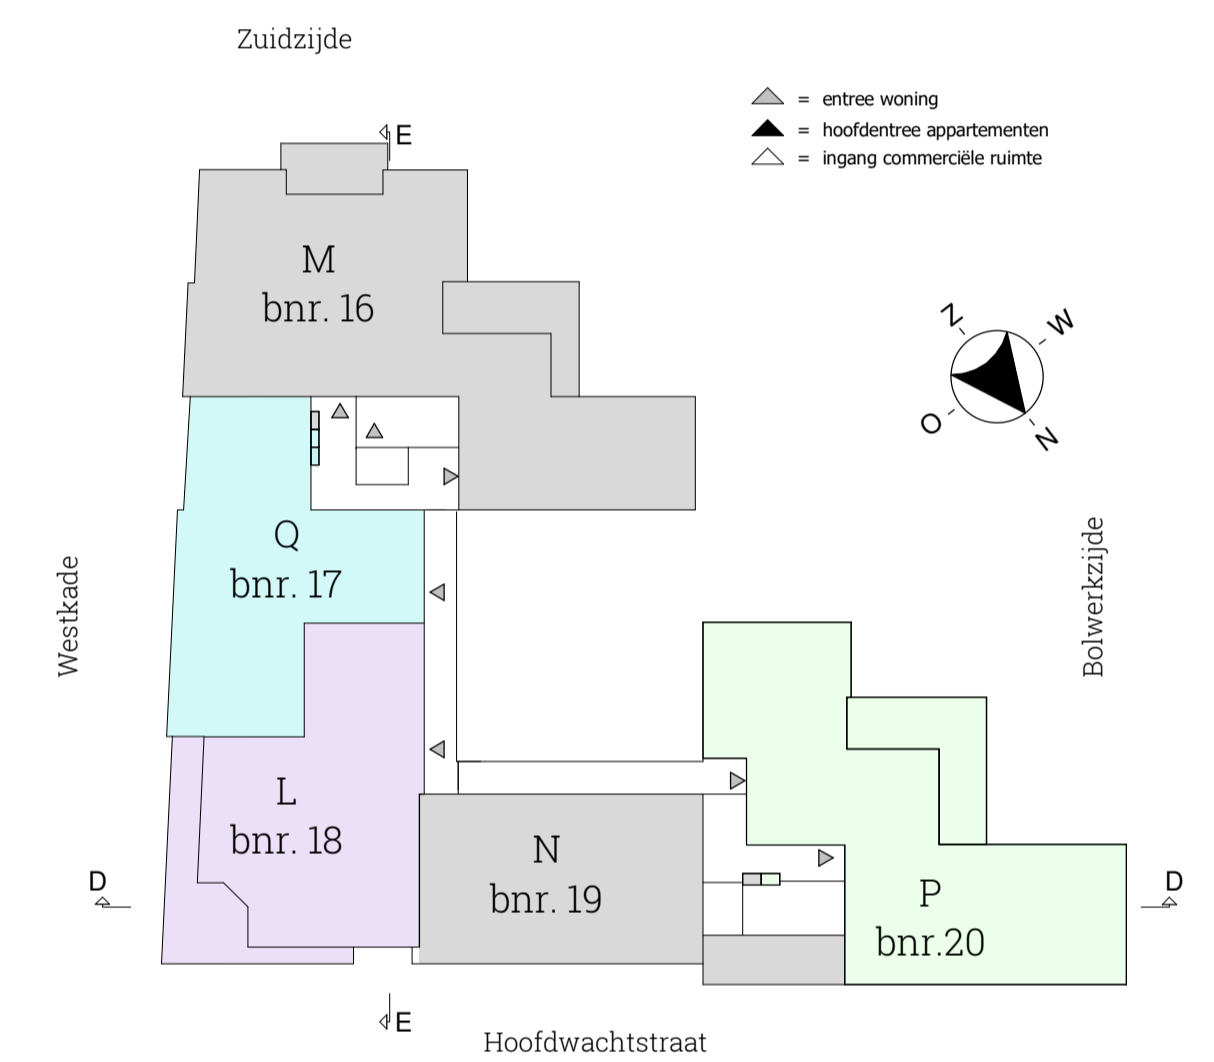 Zuidzijde
= entree woning
= hoofdentree appartementen
= ingang commerciële ruimte
E
M
bnr. 16
Z
W
O
N
Q
bnr. 17
Westkade
Bolwerkzijde
L
bnr. 18
N
bnr. 19
P
bnr.20
D
D
E
Hoofdwachtstraat